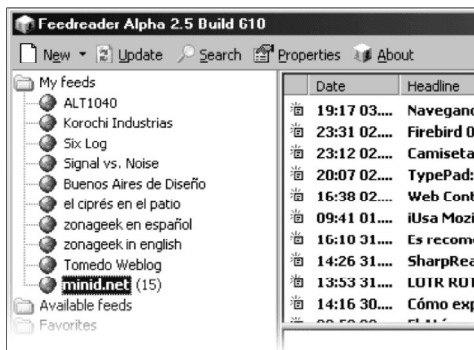 Feedreader Alpha 2.5 Build 610
New Update Search Properties About
My feeds
ALT1040
Korochi Industrias
Six Log
Signal vs. Noise
Buenos Aires de Diseño
el ciprés en el patio
zonageek en español
zonageek in english
Tomedo Weblog
minid.net (15)
Available feeds
Favorites
Date Headline
19:17 03.... Navegand
23:31 02.... Firebird 0
23:12 02.... Camiseta
20:07 02.... TypePad:
16:38 02.... Web Cont
09:41 01.... iUsa Mozi
16:10 31.... Es recome
14:26 31.... SharpRea
13:53 31.... LOTR ROT
14:16 30.... Cómo exp